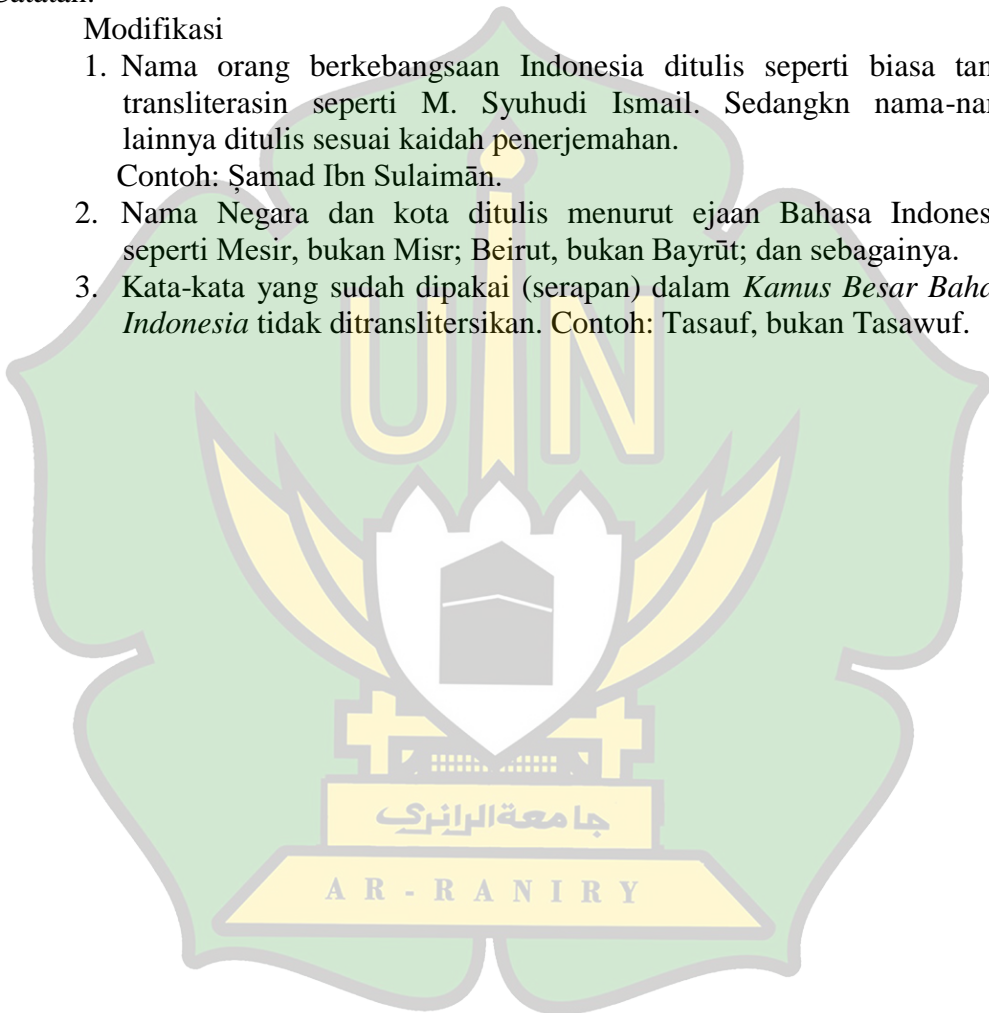 Catatan:
Modifikasi
1. Nama orang berkebangsaan Indonesia ditulis seperti biasa
transliterasin seperti M. Syuhudi Ismail. Sedangkn
lainnya ditulis sesuai kaidah penerjemahan.
Contoh: Ṣamad Ibn Sulaimān.
2. Nama Negara dan kota ditulis menurut ejaan Bahasa
seperti Mesir, bukan Misr; Beirut, bukan Bayrūt; dan sebagainya.
3. Kata-kata yang sudah dipakai (serapan) dalam Kamus Besar
Indonesia tidak ditranslitersikan. Contoh: Tasauf, bukan Tasawuf.
UIN
جامعة الرانري
AR-RANIRY